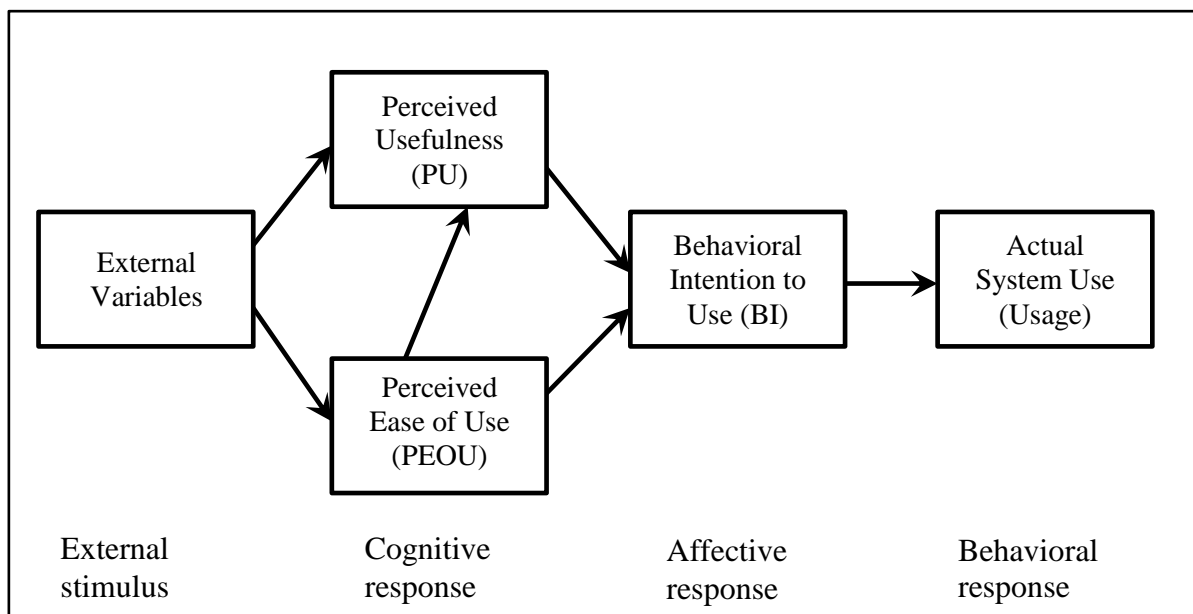 Perceived
Usefulness
(PU)
External
Variables
Behavioral
Intention to
Use (BI)
Actual
System Use
(Usage)
Perceived
Ease of Use
(PEOU)
External
stimulus
Cognitive
response
Affective
response
Behavioral
response